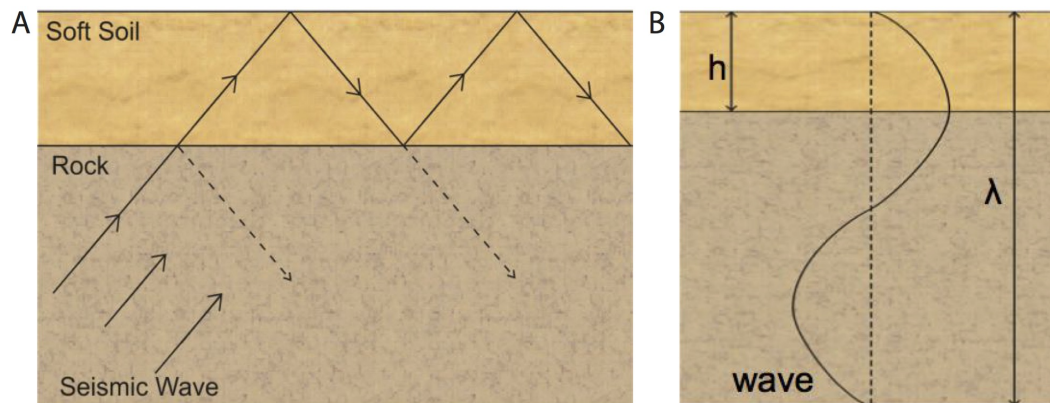 A
Soft Soil
Rock
Seismic Wave
B
h
λ
wave